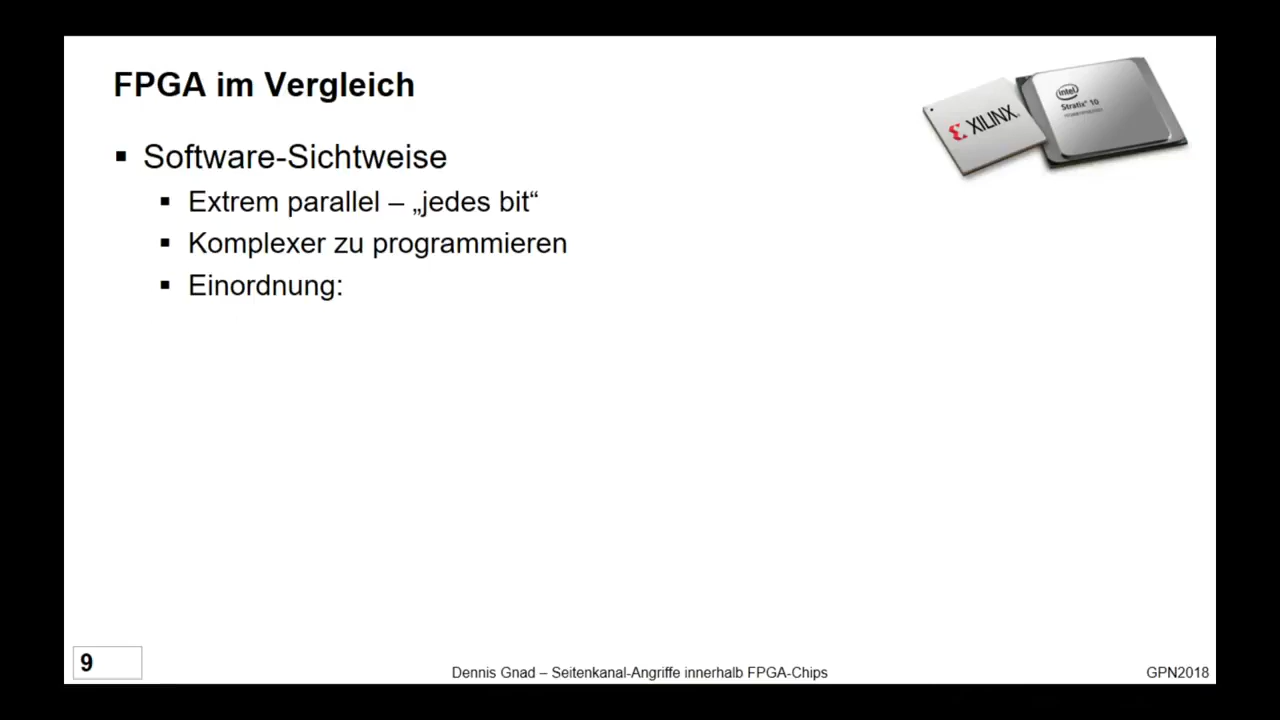 FPGA im Vergleich
XILINX
intel
Stratix® 10
▪ Software-Sichtweise
▪ Extrem parallel – „jedes bit“
▪ Komplexer zu programmieren
▪ Einordnung:
9
Dennis Gnad – Seitenkanal-Angriffe innerhalb FPGA-Chips
GPN2018